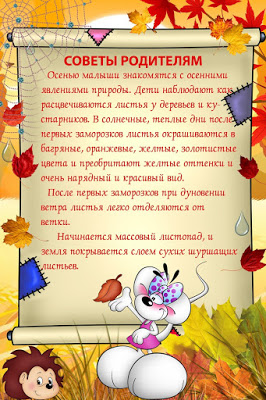 СОВЕТЫ РОДИТЕЛЯМ
Осенью малыши знакомятся с осенними
явлениями природы. Дети наблюдают как
расцвечиваются листья у деревьев и ку-
старников. В солнечные, теплые дни после
первых заморозков листья окрашиваются в
багряные, оранжевые, желтые, золотистые
цвета и преобритают желтые оттенки и
очень нарядный и красивый вид.
После первых заморозков при дуновении
ветра листья легко отделяются от
ветки.
Начинается массовый листопад, и
земля покрывается слоем сухих шуршащих
листьев.